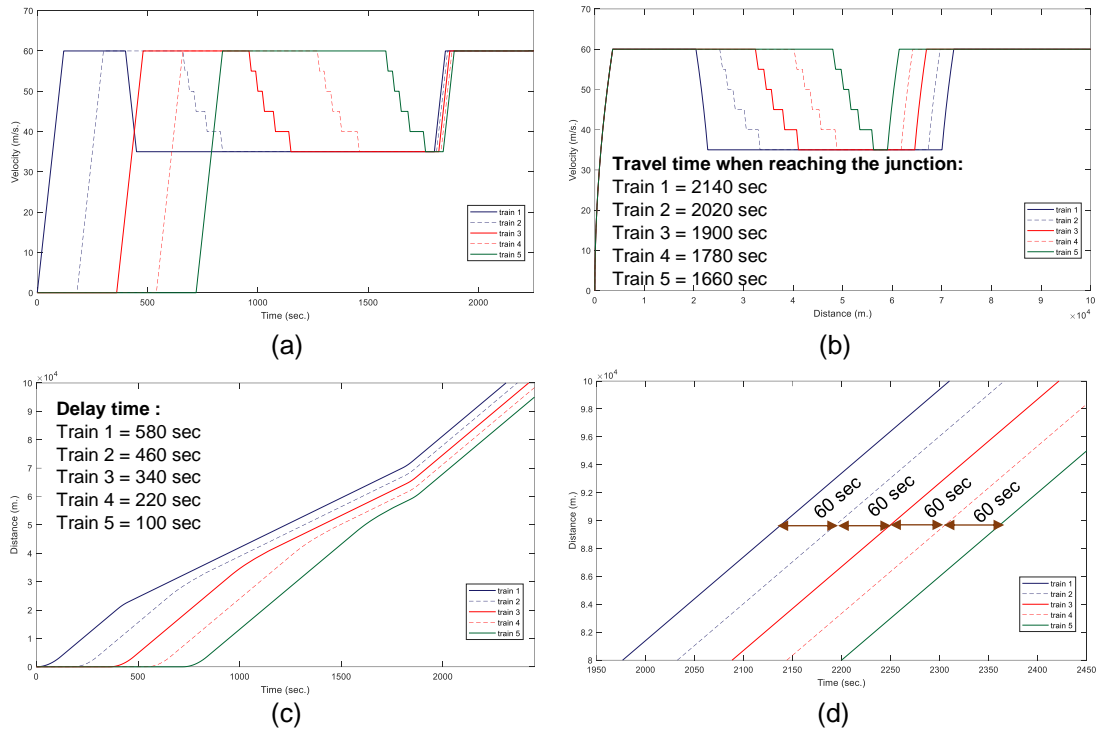 70
60
50
40
30
20
10
0
Velocity (m/s.)
0
500
1000
1500
2000
Time (sec.)
train 1
train 2
train 3
train 4
train 5
(a)
70
60
50
40
30
20
10
0
Velocity (m/s.)
Travel time when reaching the junction:
Train 1 = 2140 sec
Train 2 = 2020 sec
Train 3 = 1900 sec
Train 4 = 1780 sec
Train 5 = 1660 sec
train 1
train 2
train 3
train 4
train 5
0
1
2
3
4
5
6
7
8
9
10
×10⁴
Distance (m.)
(b)
×10⁴
10
9
8
7
6
5
4
3
2
1
0
Distance (m.)
Delay time :
Train 1 = 580 sec
Train 2 = 460 sec
Train 3 = 340 sec
Train 4 = 220 sec
Train 5 = 100 sec
train 1
train 2
train 3
train 4
train 5
0
500
1000
1500
2000
Time (sec.)
(c)
×10⁴
10
9.8
9.6
9.4
9.2
9
8.8
8.6
8.4
8.2
8
Distance (m.)
60 sec
60 sec
60 sec
60 sec
train 1
train 2
train 3
train 4
train 5
1950
2000
2050
2100
2150
2200
2250
2300
2350
2400
2450
Time (sec.)
(d)